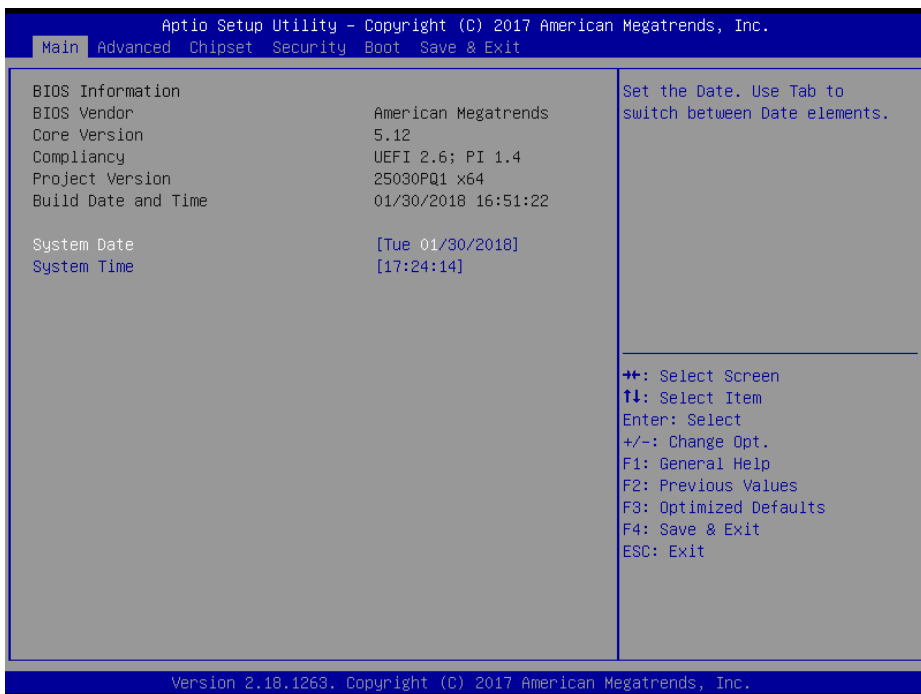 Aptio Setup Utility – Copyright (C) 2017 American Megatrends, Inc.
Main Advanced Chipset Security Boot Save & Exit
BIOS Information
BIOS Vendor American Megatrends
Core Version 5.12
Compliancy UEFI 2.6; PI 1.4
Project Version 25030PQ1 x64
Build Date and Time 01/30/2018 16:51:22
System Date [Tue 01/30/2018]
System Time [17:24:14]
Set the Date. Use Tab to
switch between Date elements.
→←: Select Screen
↑↓: Select Item
Enter: Select
+/-: Change Opt.
F1: General Help
F2: Previous Values
F3: Optimized Defaults
F4: Save & Exit
ESC: Exit
Version 2.18.1263. Copyright (C) 2017 American Megatrends, Inc.